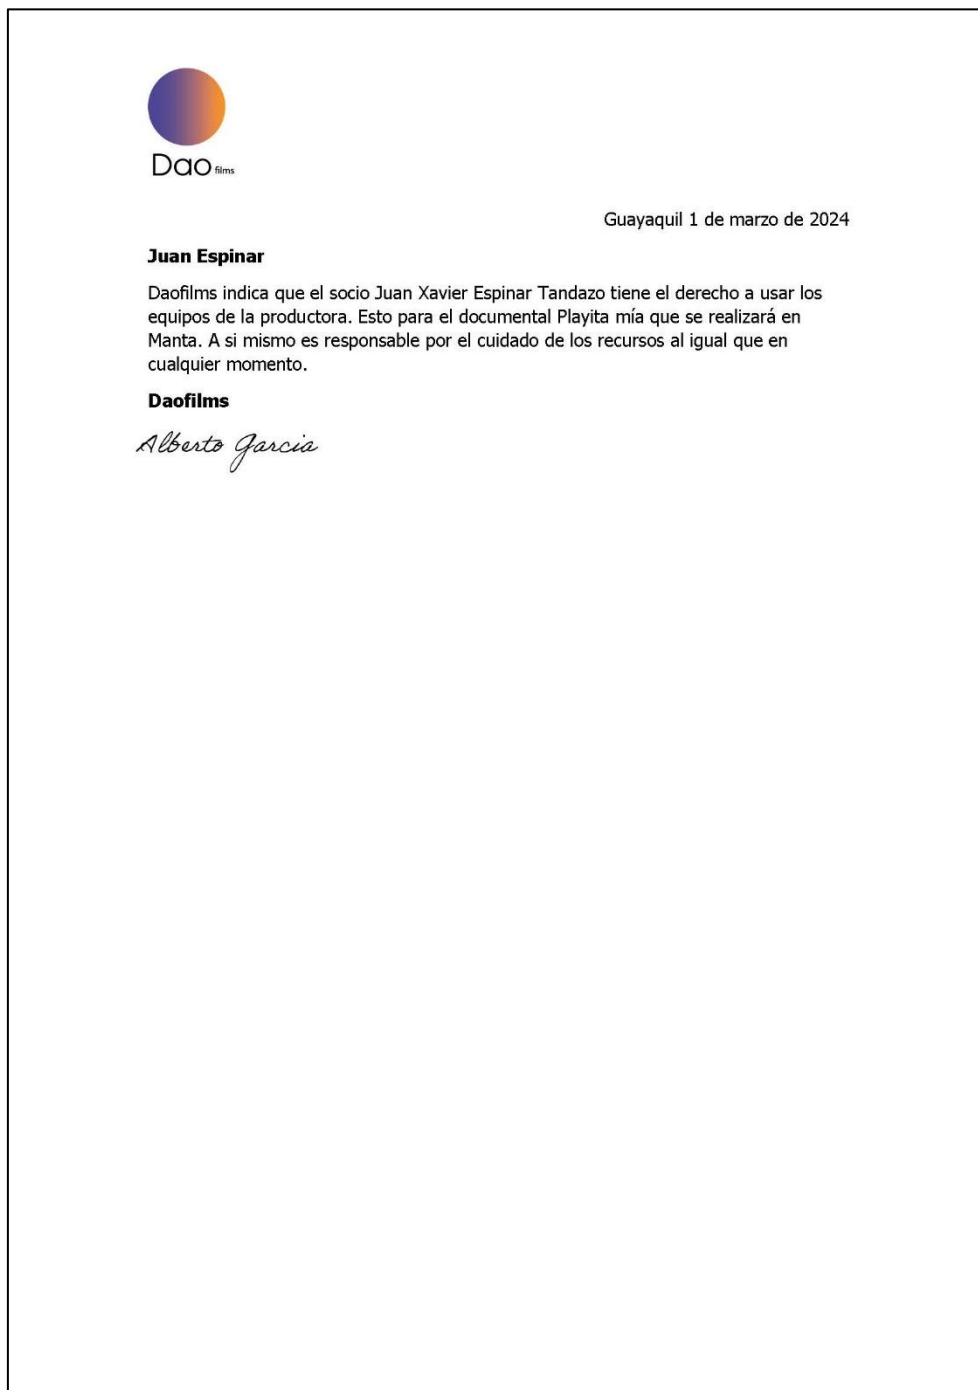 Dao films
Guayaquil 1 de marzo de 2024
Juan Espinar
Daofilms indica que el socio Juan Xavier Espinar Tandazo tiene el derecho a usar los
equipos de la productora. Esto para el documental Playita mía que se realizará en
Manta. A si mismo es responsable por el cuidado de los recursos al igual que en
cualquier momento.
Daofilms
Alberto Garcia